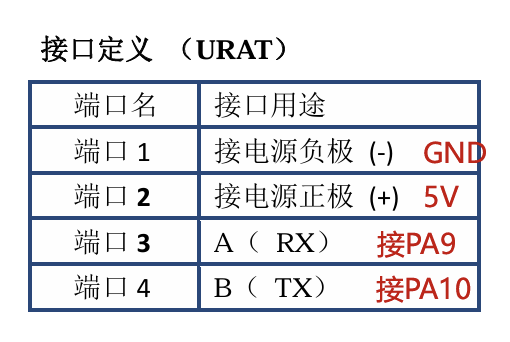 接口定义 （URAT）
端口名 接口用途
端口1 接电源负极 (-) GND
端口2 接电源正极 (+) 5V
端口3 A（ RX） 接PA9
端口4 B（ TX） 接PA10